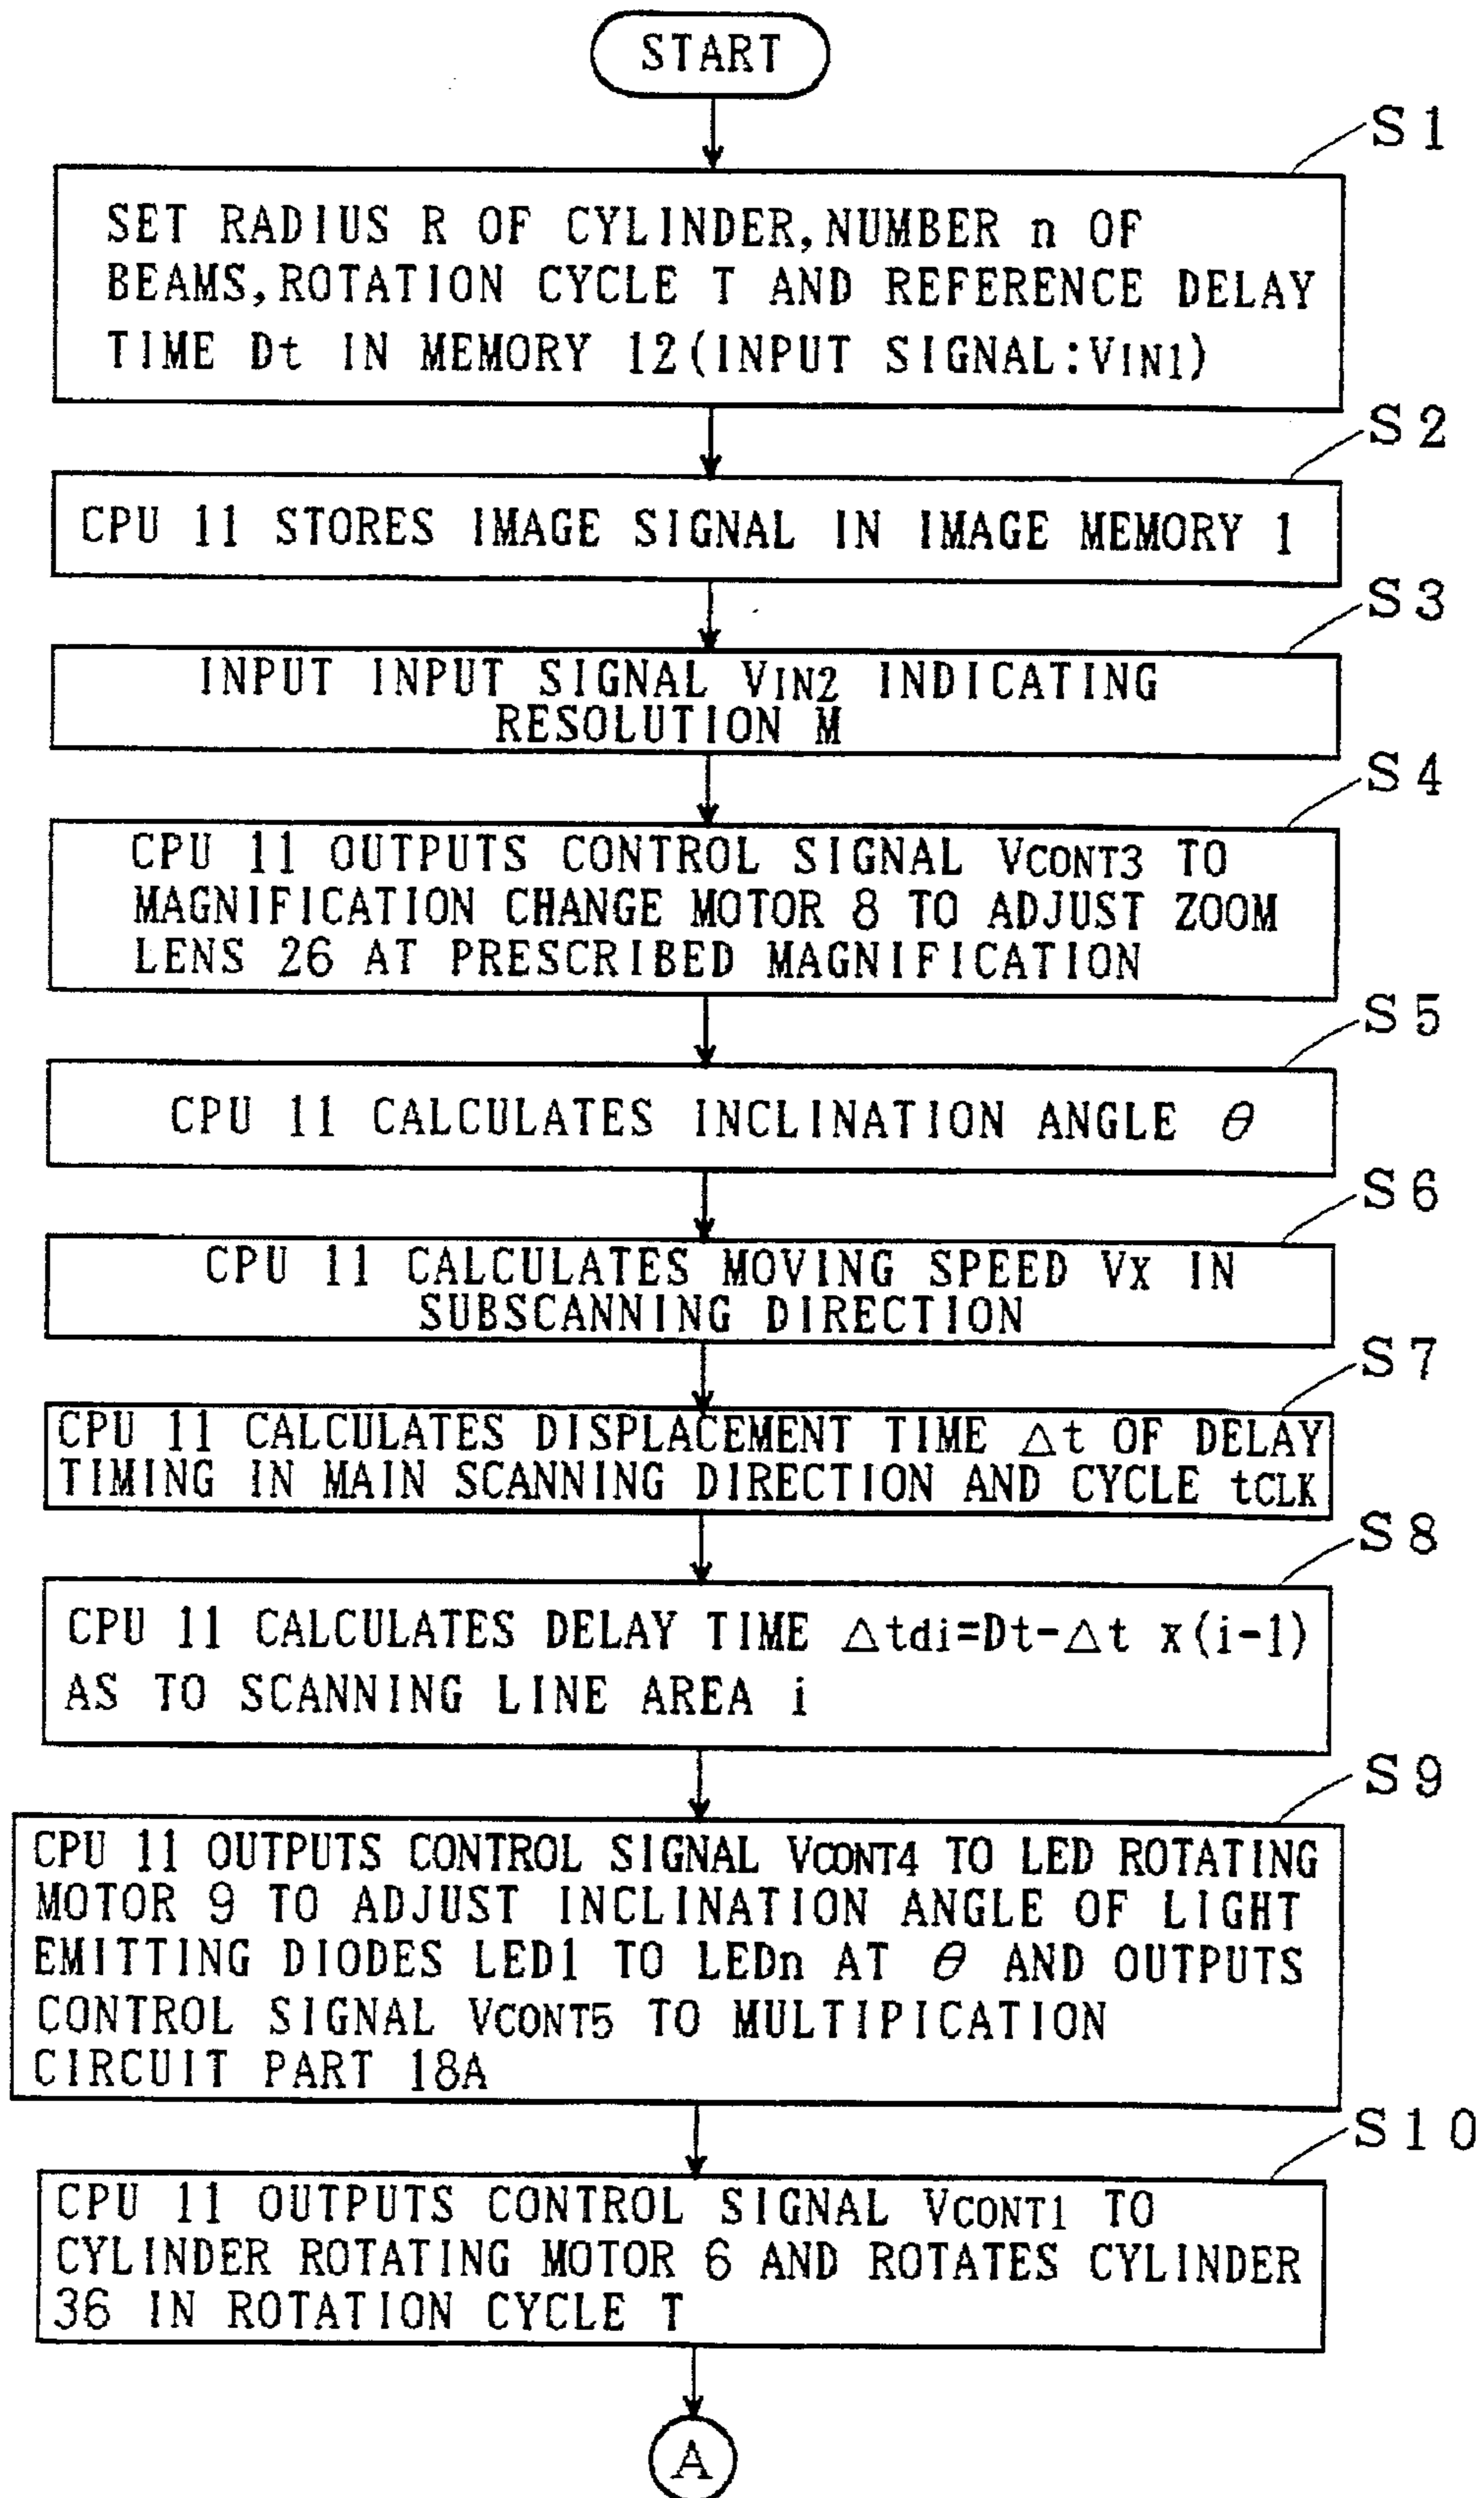 START
S1
SET RADIUS R OF CYLINDER,NUMBER n OF
BEAMS,ROTATION CYCLE T AND REFERENCE DELAY
TIME Dt IN MEMORY 12(INPUT SIGNAL:VIN1)
S2
CPU 11 STORES IMAGE SIGNAL IN IMAGE MEMORY 1
S3
INPUT INPUT SIGNAL VIN2 INDICATING
RESOLUTION M
S4
CPU 11 OUTPUTS CONTROL SIGNAL VCONT3 TO
MAGNIFICATION CHANGE MOTOR 8 TO ADJUST ZOOM
LENS 26 AT PRESCRIBED MAGNIFICATION
S5
CPU 11 CALCULATES INCLINATION ANGLE θ
S6
CPU 11 CALCULATES MOVING SPEED VX IN
SUBSCANNING DIRECTION
S7
CPU 11 CALCULATES DISPLACEMENT TIME Δt OF DELAY
TIMING IN MAIN SCANNING DIRECTION AND CYCLE tCLK
S8
CPU 11 CALCULATES DELAY TIME Δtdi=Dt-Δt x(i-1)
AS TO SCANNING LINE AREA i
S9
CPU 11 OUTPUTS CONTROL SIGNAL VCONT4 TO LED ROTATING
MOTOR 9 TO ADJUST INCLINATION ANGLE OF LIGHT
EMITTING DIODES LED1 TO LEDn AT θ AND OUTPUTS
CONTROL SIGNAL VCONT5 TO MULTIPICATION
CIRCUIT PART 18A
S10
CPU 11 OUTPUTS CONTROL SIGNAL VCONT1 TO
CYLINDER ROTATING MOTOR 6 AND ROTATES CYLINDER
36 IN ROTATION CYCLE T
A